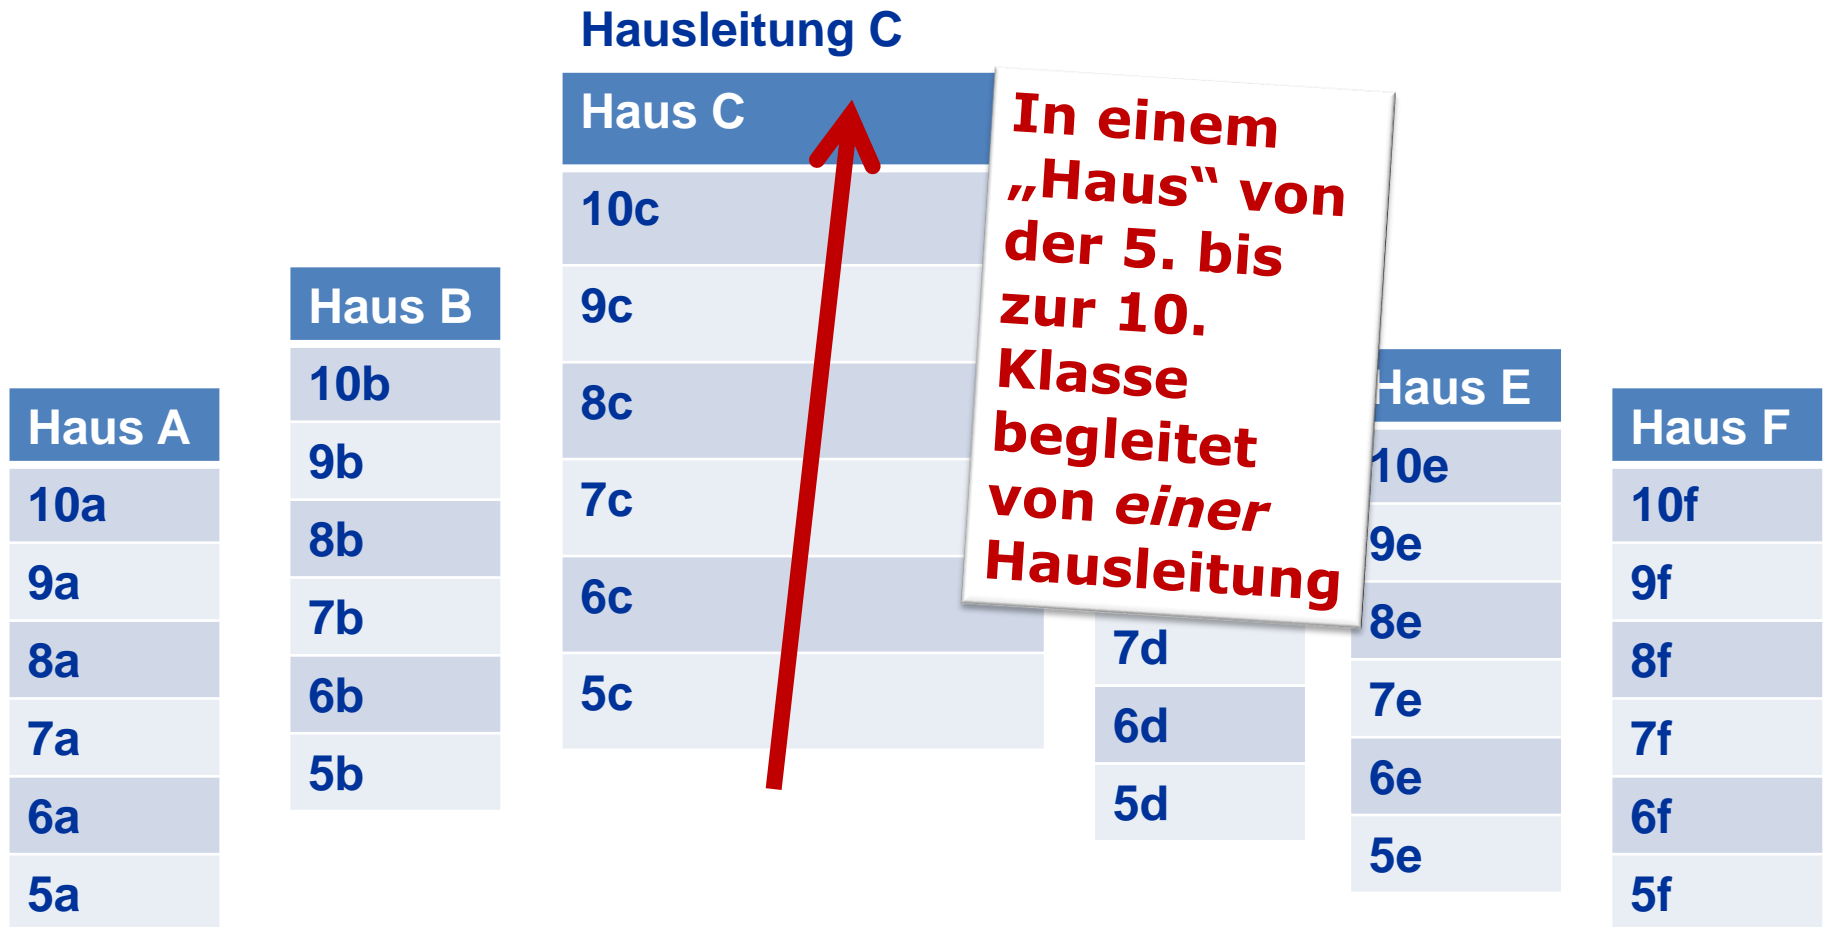 Hausleitung C
Haus A
10a
9a
8a
7a
6a
5a
Haus B
10b
9b
8b
7b
6b
5b
Haus C
10c
9c
8c
7c
6c
5c
In einem
„Haus“ von
der 5. bis
zur 10.
Klasse
begleitet
von einer
Hausleitung
7d
6d
5d
Haus E
10e
9e
8e
7e
6e
5e
Haus F
10f
9f
8f
7f
6f
5f